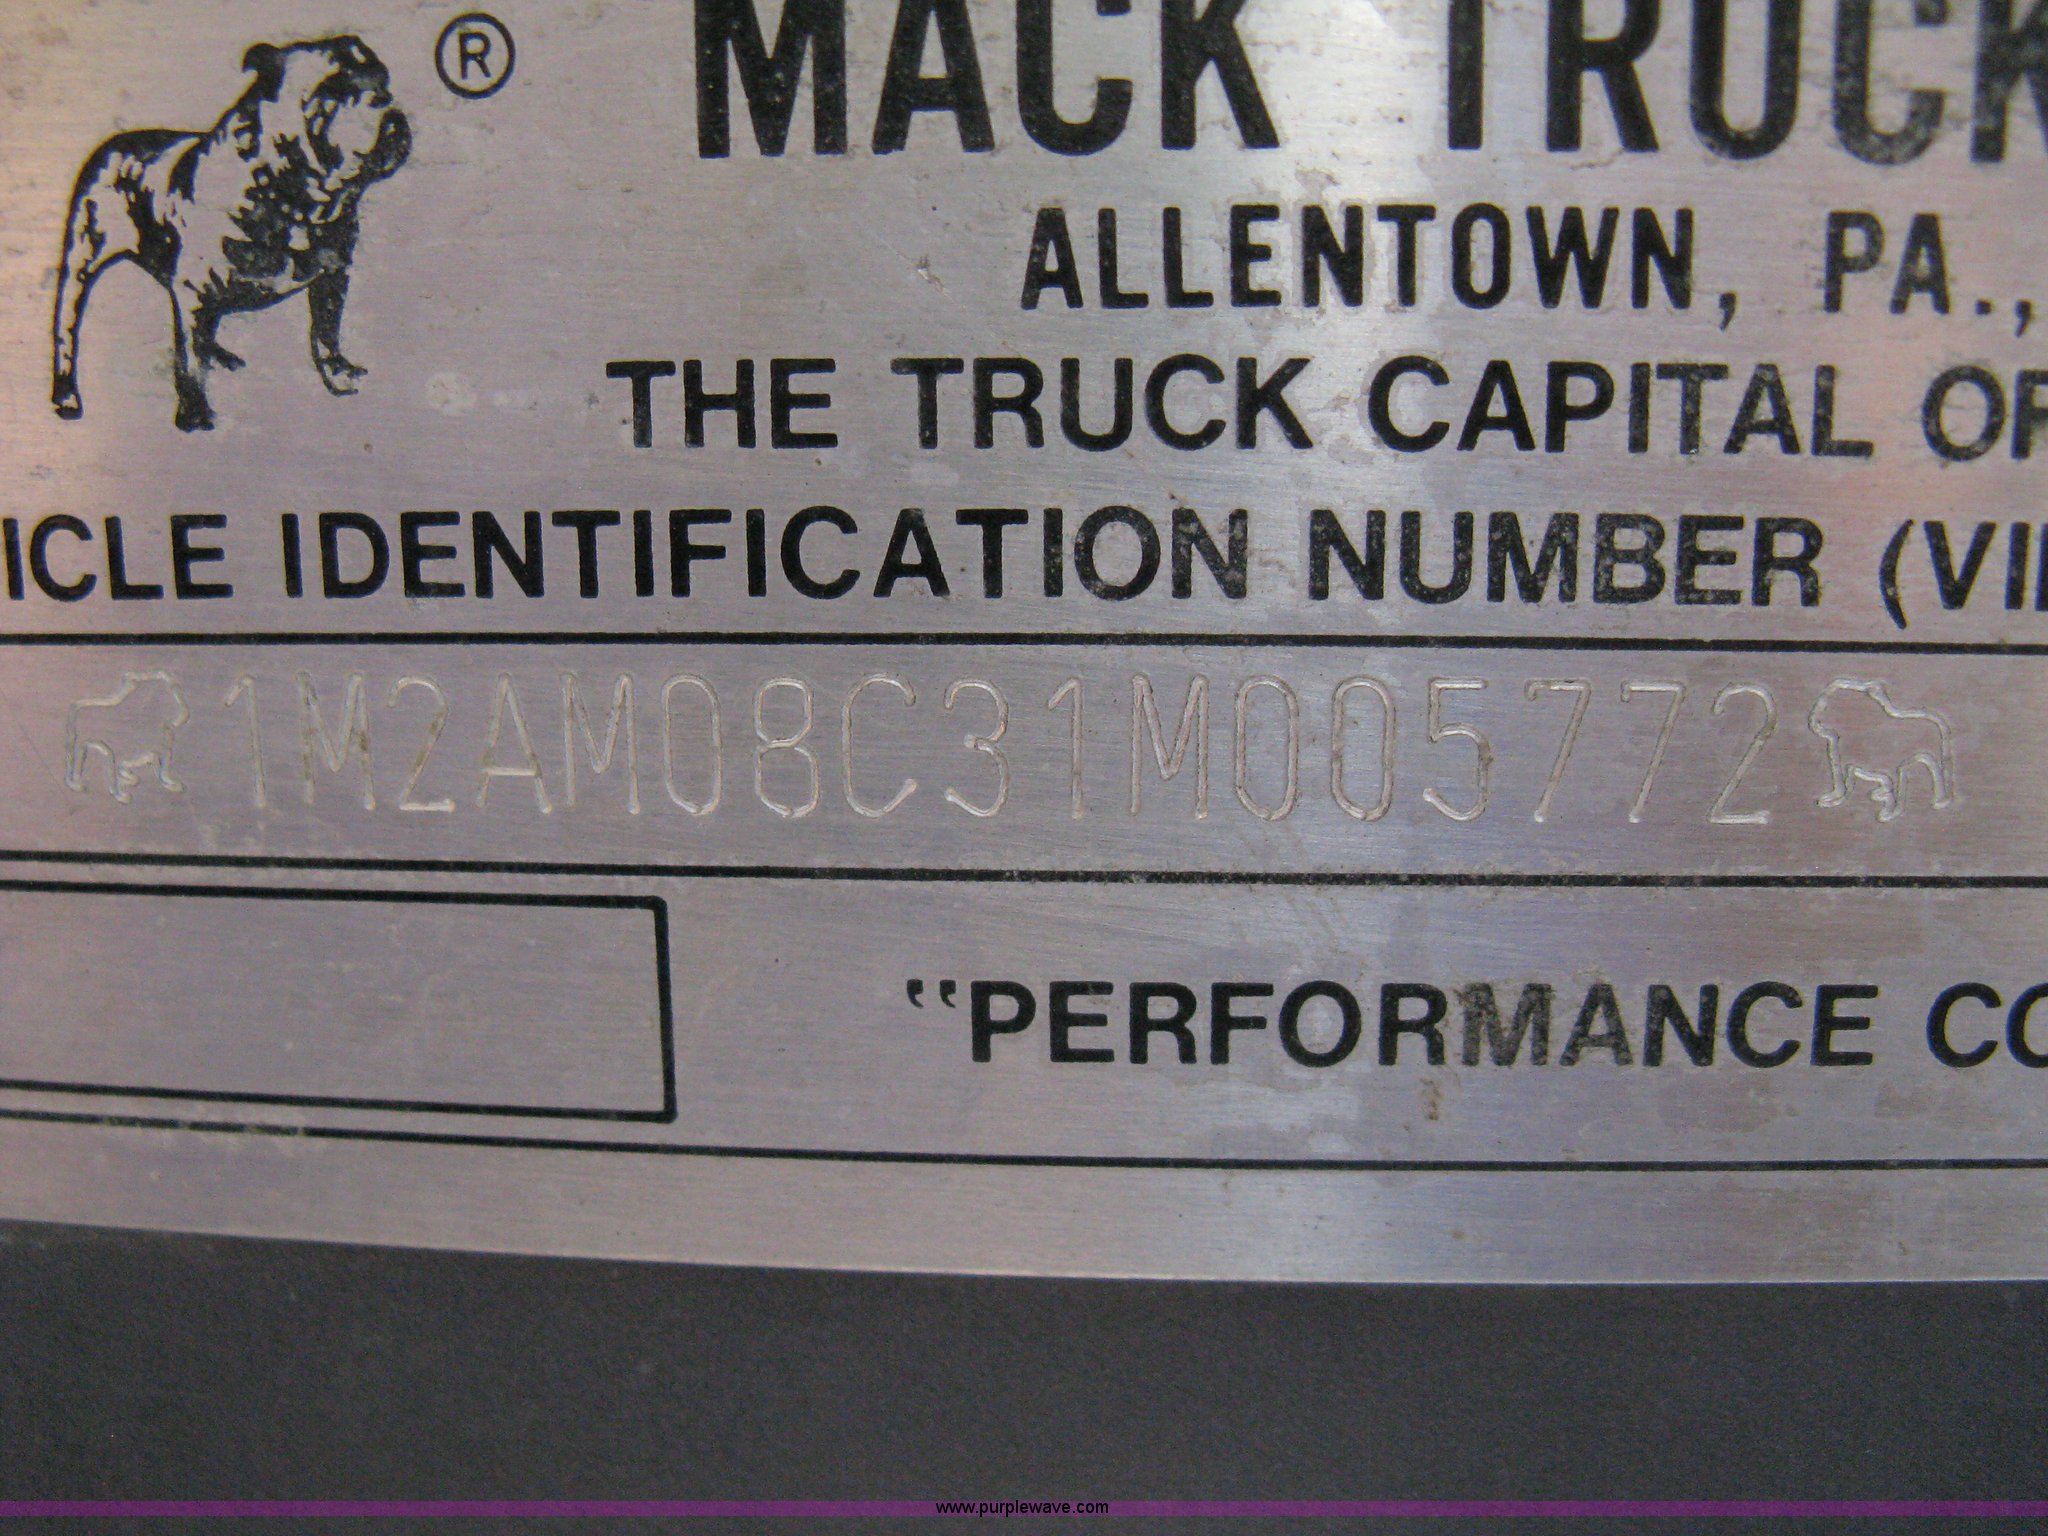 ®
MACK TRUCK
ALLENTOWN, PA.,
THE TRUCK CAPITAL OF
ICLE IDENTIFICATION NUMBER (VI
1M2AM08C31M005772
"PERFORMANCE CO
www.purplewave.com